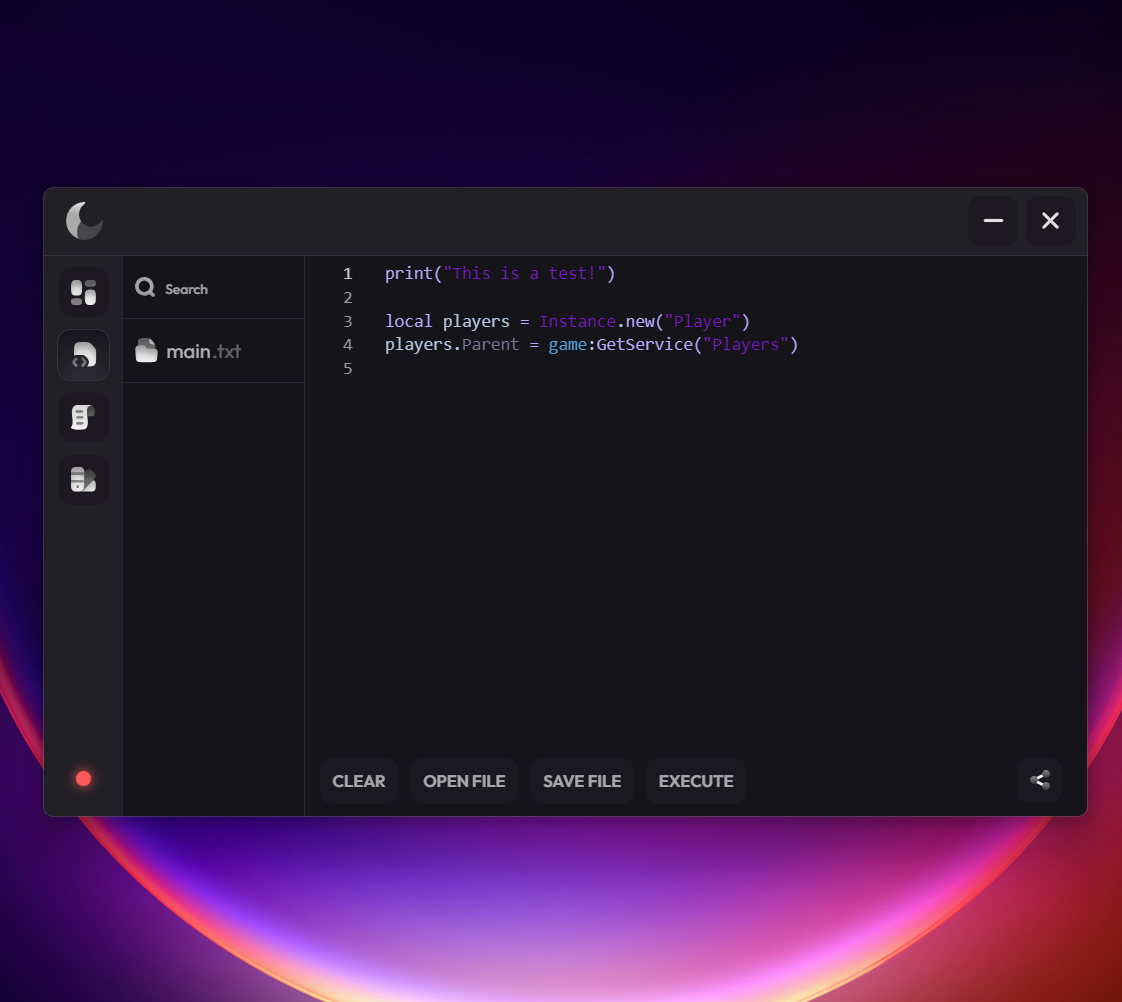 Search
main.txt
1 print("This is a test!")
2
3 local players = Instance.new("Player")
4 players.Parent = game:GetService("Players")
5
CLEAR OPEN FILE SAVE FILE EXECUTE